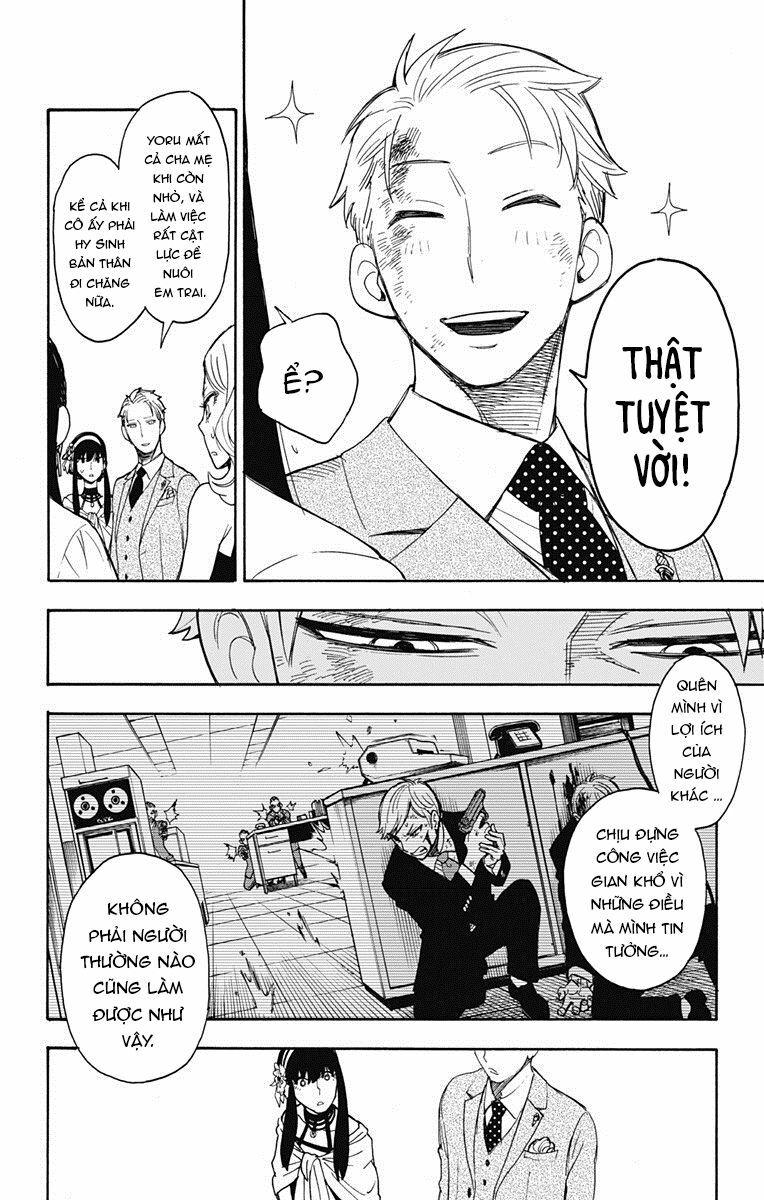 THẬT
TUYỆT
VỜI!
Ể?
YORU MẤT
CẢ CHA MẸ
KHI CÒN
NHỎ, VÀ
LÀM VIỆC
RẤT CẬT
LỰC ĐỂ
NUÔI
EM TRAI.
KỂ CẢ KHI
CÔ ẤY PHẢI
HY SINH
BẢN THÂN
ĐI CHĂNG
NỮA.
QUÊN
MÌNH VÌ
LỢI ÍCH
CỦA
NGƯỜI
KHÁC ...
CHỊU ĐỰNG
CÔNG VIỆC
GIAN KHỔ VÌ
NHỮNG ĐIỀU
MÀ MÌNH TIN
TƯỞNG...
KHÔNG
PHẢI NGƯỜI
THƯỜNG NÀO
CŨNG LÀM
ĐƯỢC NHƯ
VẬY.